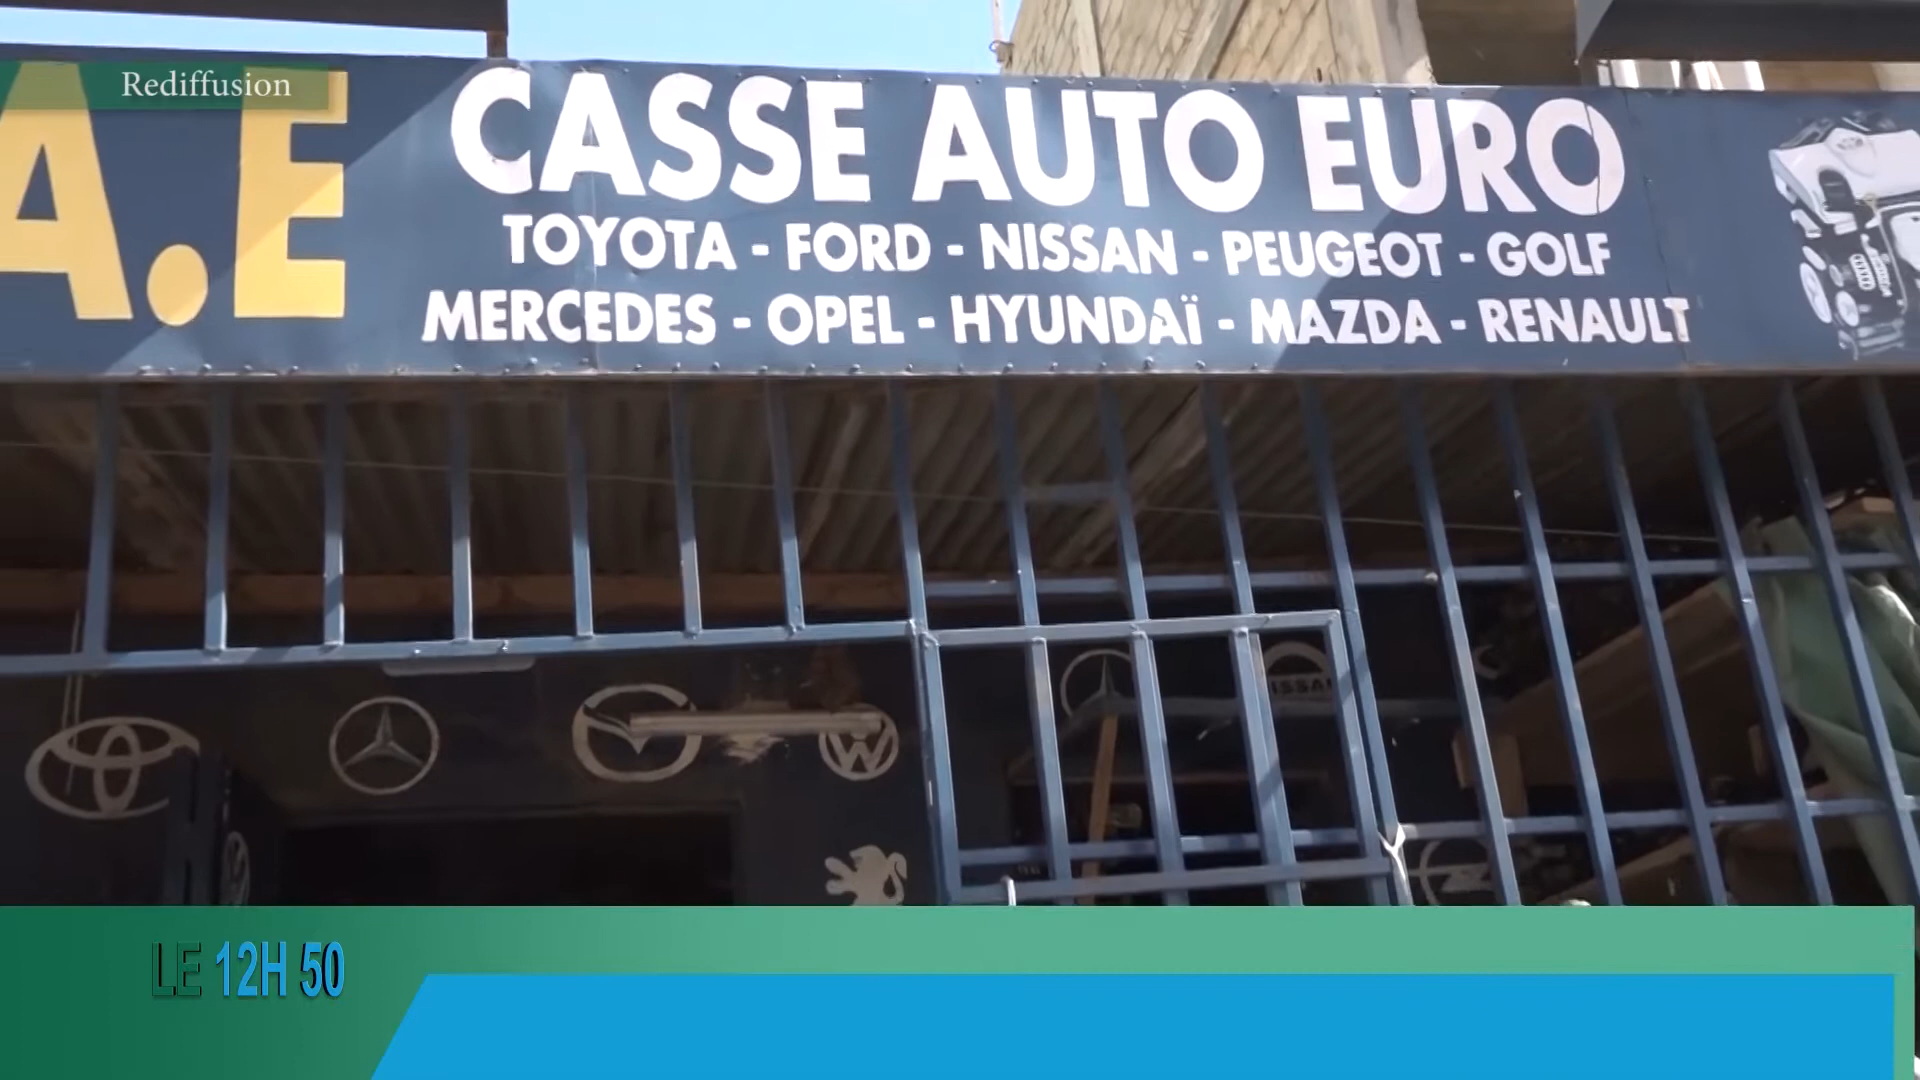 Rediffusion
A.E
CASSE AUTO EURO
TOYOTA - FORD - NISSAN - PEUGEOT - GOLF
MERCEDES - OPEL - HYUNDAÏ - MAZDA - RENAULT
NISSAN
LE 12H 50